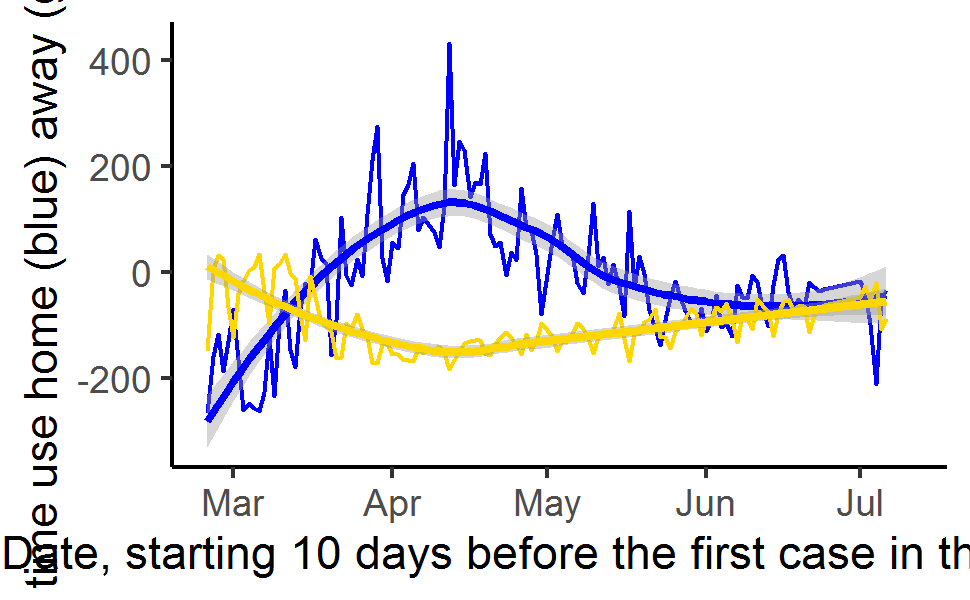 time use home (blue) away (g
400
200
0
-200
Mar Apr May Jun Jul
Date, starting 10 days before the first case in th